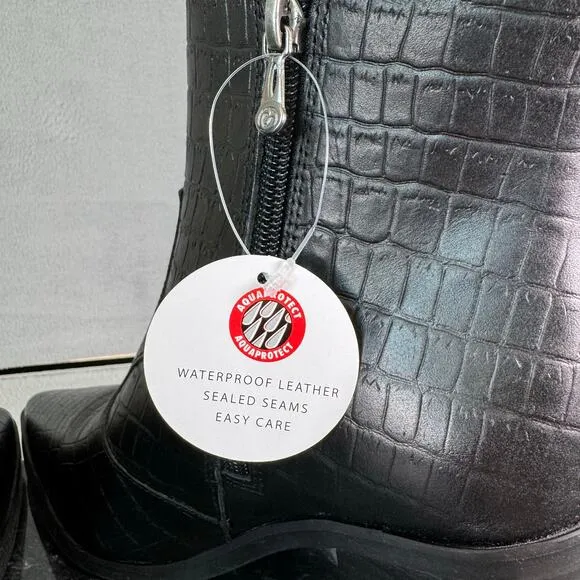 AQUAPROTECT
AQUAPROTECT
WATERPROOF LEATHER
SEALED SEAMS
EASY CARE